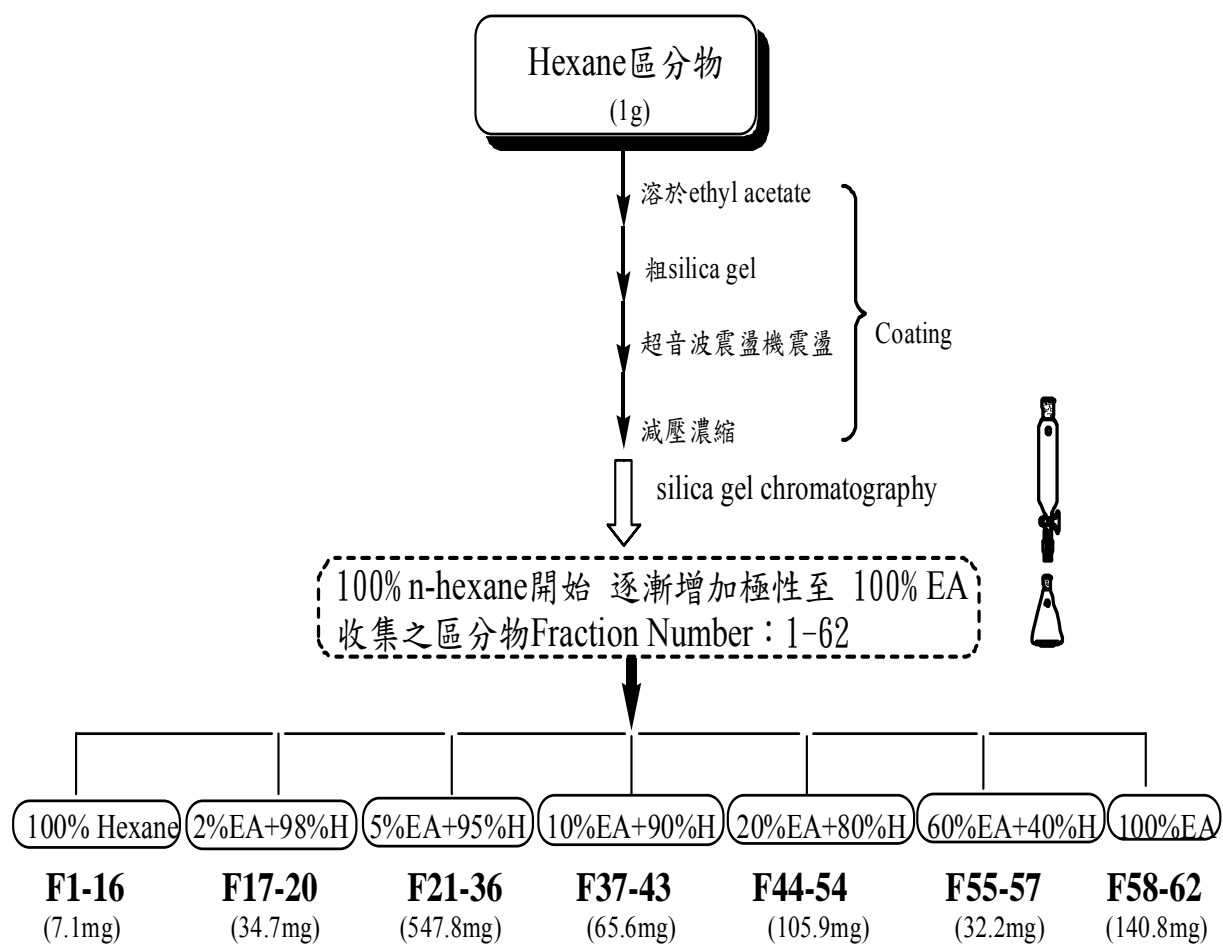 Hexane區分物
(1g)
溶於ethyl acetate
粗silica gel
超音波震盪機震盪
減壓濃縮
Coating
silica gel chromatography
100% n-hexane開始 逐漸增加極性至 100% EA
收集之區分物Fraction Number：1-62
100% Hexane
2%EA+98%H
5%EA+95%H
10%EA+90%H
20%EA+80%H
60%EA+40%H
100%EA
F1-16
F17-20
F21-36
F37-43
F44-54
F55-57
F58-62
(7.1mg)
(34.7mg)
(547.8mg)
(65.6mg)
(105.9mg)
(32.2mg)
(140.8mg)